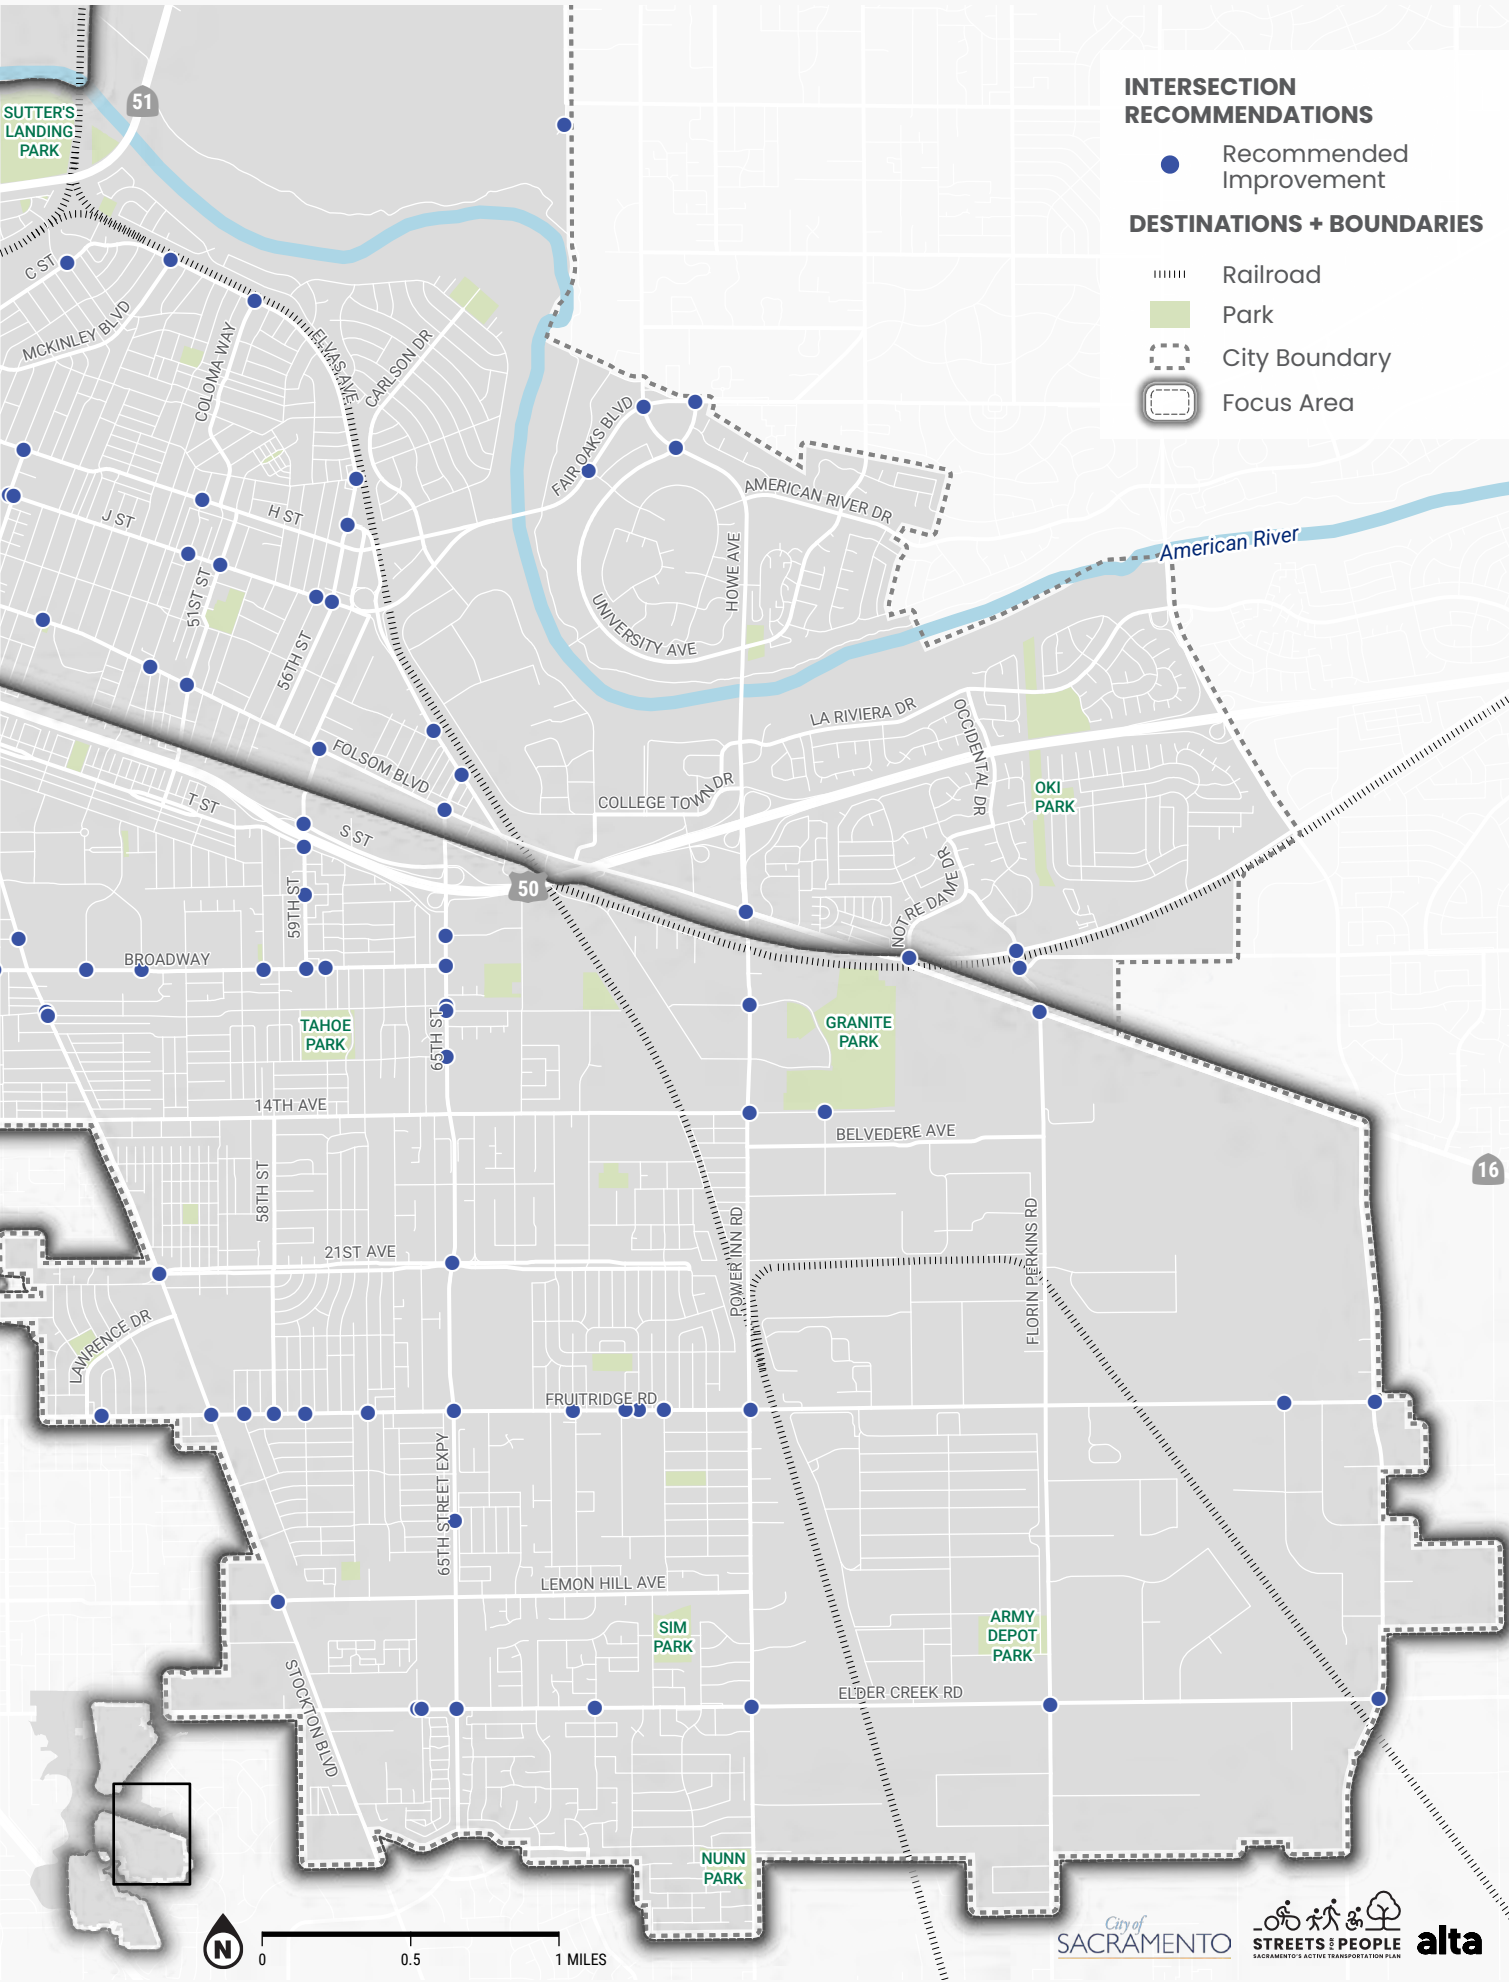 INTERSECTION
RECOMMENDATIONS
Recommended
Improvement
DESTINATIONS + BOUNDARIES
Railroad
Park
City Boundary
Focus Area
51
SUTTER'S
LANDING
PARK
C ST
MCKINLEY BLVD
COLOMA WAY
ELVAS AVE
CARLSON DR
FAIR OAKS BLVD
AMERICAN RIVER DR
J ST
H ST
HOWE AVE
American River
51ST ST
56TH ST
UNIVERSITY AVE
LA RIVIERA DR
OCCIDENTAL DR
FOLSOM BLVD
COLLEGE TOWN DR
OKI
PARK
T ST
S ST
50
NOTRE DAME DR
59TH ST
BROADWAY
TAHOE
PARK
65TH ST
GRANITE
PARK
14TH AVE
BELVEDERE AVE
16
58TH ST
21ST AVE
POWER INN RD
FLORIN PERKINS RD
LAWRENCE DR
FRUITRIDGE RD
65TH STREET EXPY
LEMON HILL AVE
SIM
PARK
ARMY
DEPOT
PARK
STOCKTON BLVD
ELDER CREEK RD
NUNN
PARK
N
0 0.5 1 MILES
City of
SACRAMENTO
STREETS FOR PEOPLE
SACRAMENTO'S ACTIVE TRANSPORTATION PLAN
alta